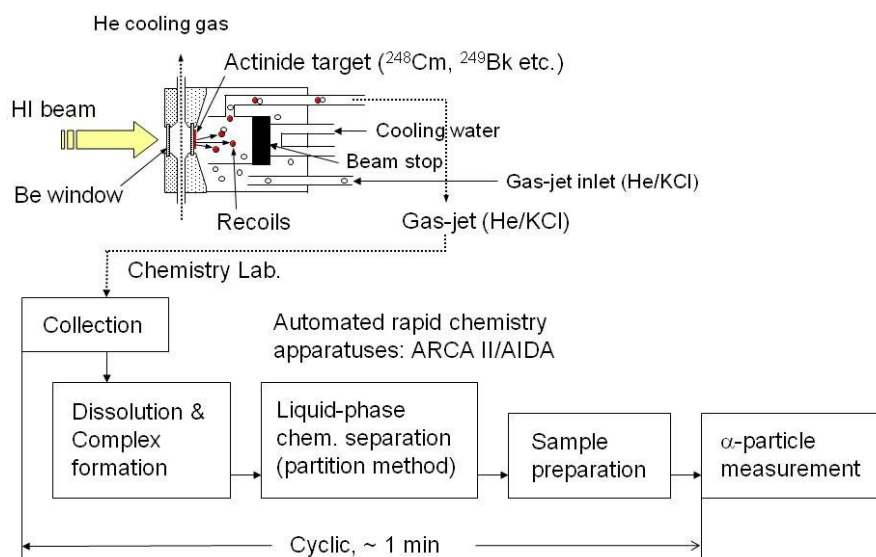 He cooling gas
Actinide target (²⁴⁸Cm, ²⁴⁹Bk etc.)
HI beam
Cooling water
Beam stop
Be window
Gas-jet inlet (He/KCl)
Recoils
Gas-jet (He/KCl)
Chemistry Lab.
Collection
Automated rapid chemistry
apparatuses: ARCA II/AIDA
Dissolution &
Complex
formation
Liquid-phase
chem. separation
(partition method)
Sample
preparation
α-particle
measurement
Cyclic, ~ 1 min